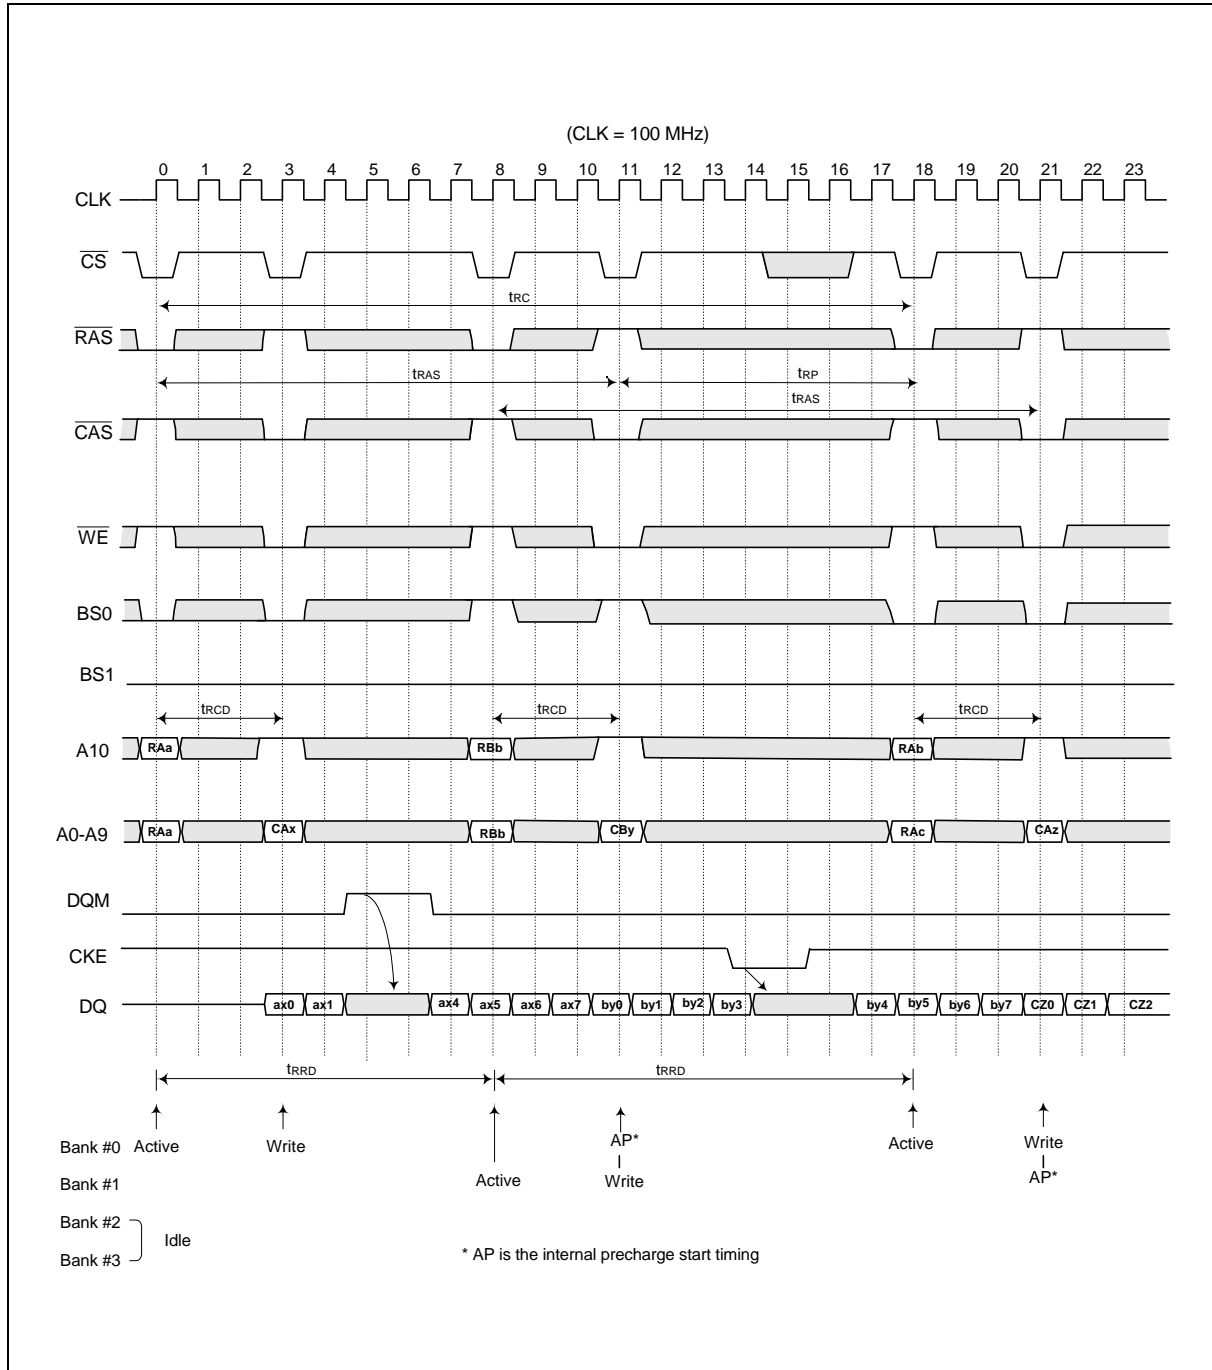 (CLK = 100 MHz)
0 1 2 3 4 5 6 7 8 9 10 11 12 13 14 15 16 17 18 19 20 21 22 23
CLK
CS
tRC
RAS
tRAS tRP
tRAS
CAS
WE
BS0
BS1
tRCD tRCD tRCD
A10 RAa RBb RAb
A0-A9 RAa CAx RBb CBy RAc CAz
DQM
CKE
DQ ax0 ax1 ax4 ax5 ax6 ax7 by0 by1 by2 by3 by4 by5 by6 by7 CZ0 CZ1 CZ2
tRRD tRRD
Bank #0 Active Write AP* Active Write
Bank #1 Active Write AP*
Bank #2
Idle
Bank #3
* AP is the internal precharge start timing